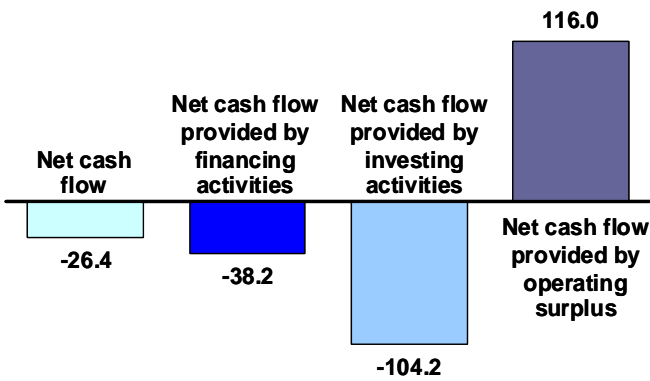 116.0
Net cash
flow
-26.4
Net cash flow
provided by
financing
activities
-38.2
Net cash flow
provided by
investing
activities
-104.2
Net cash flow
provided by
operating
surplus